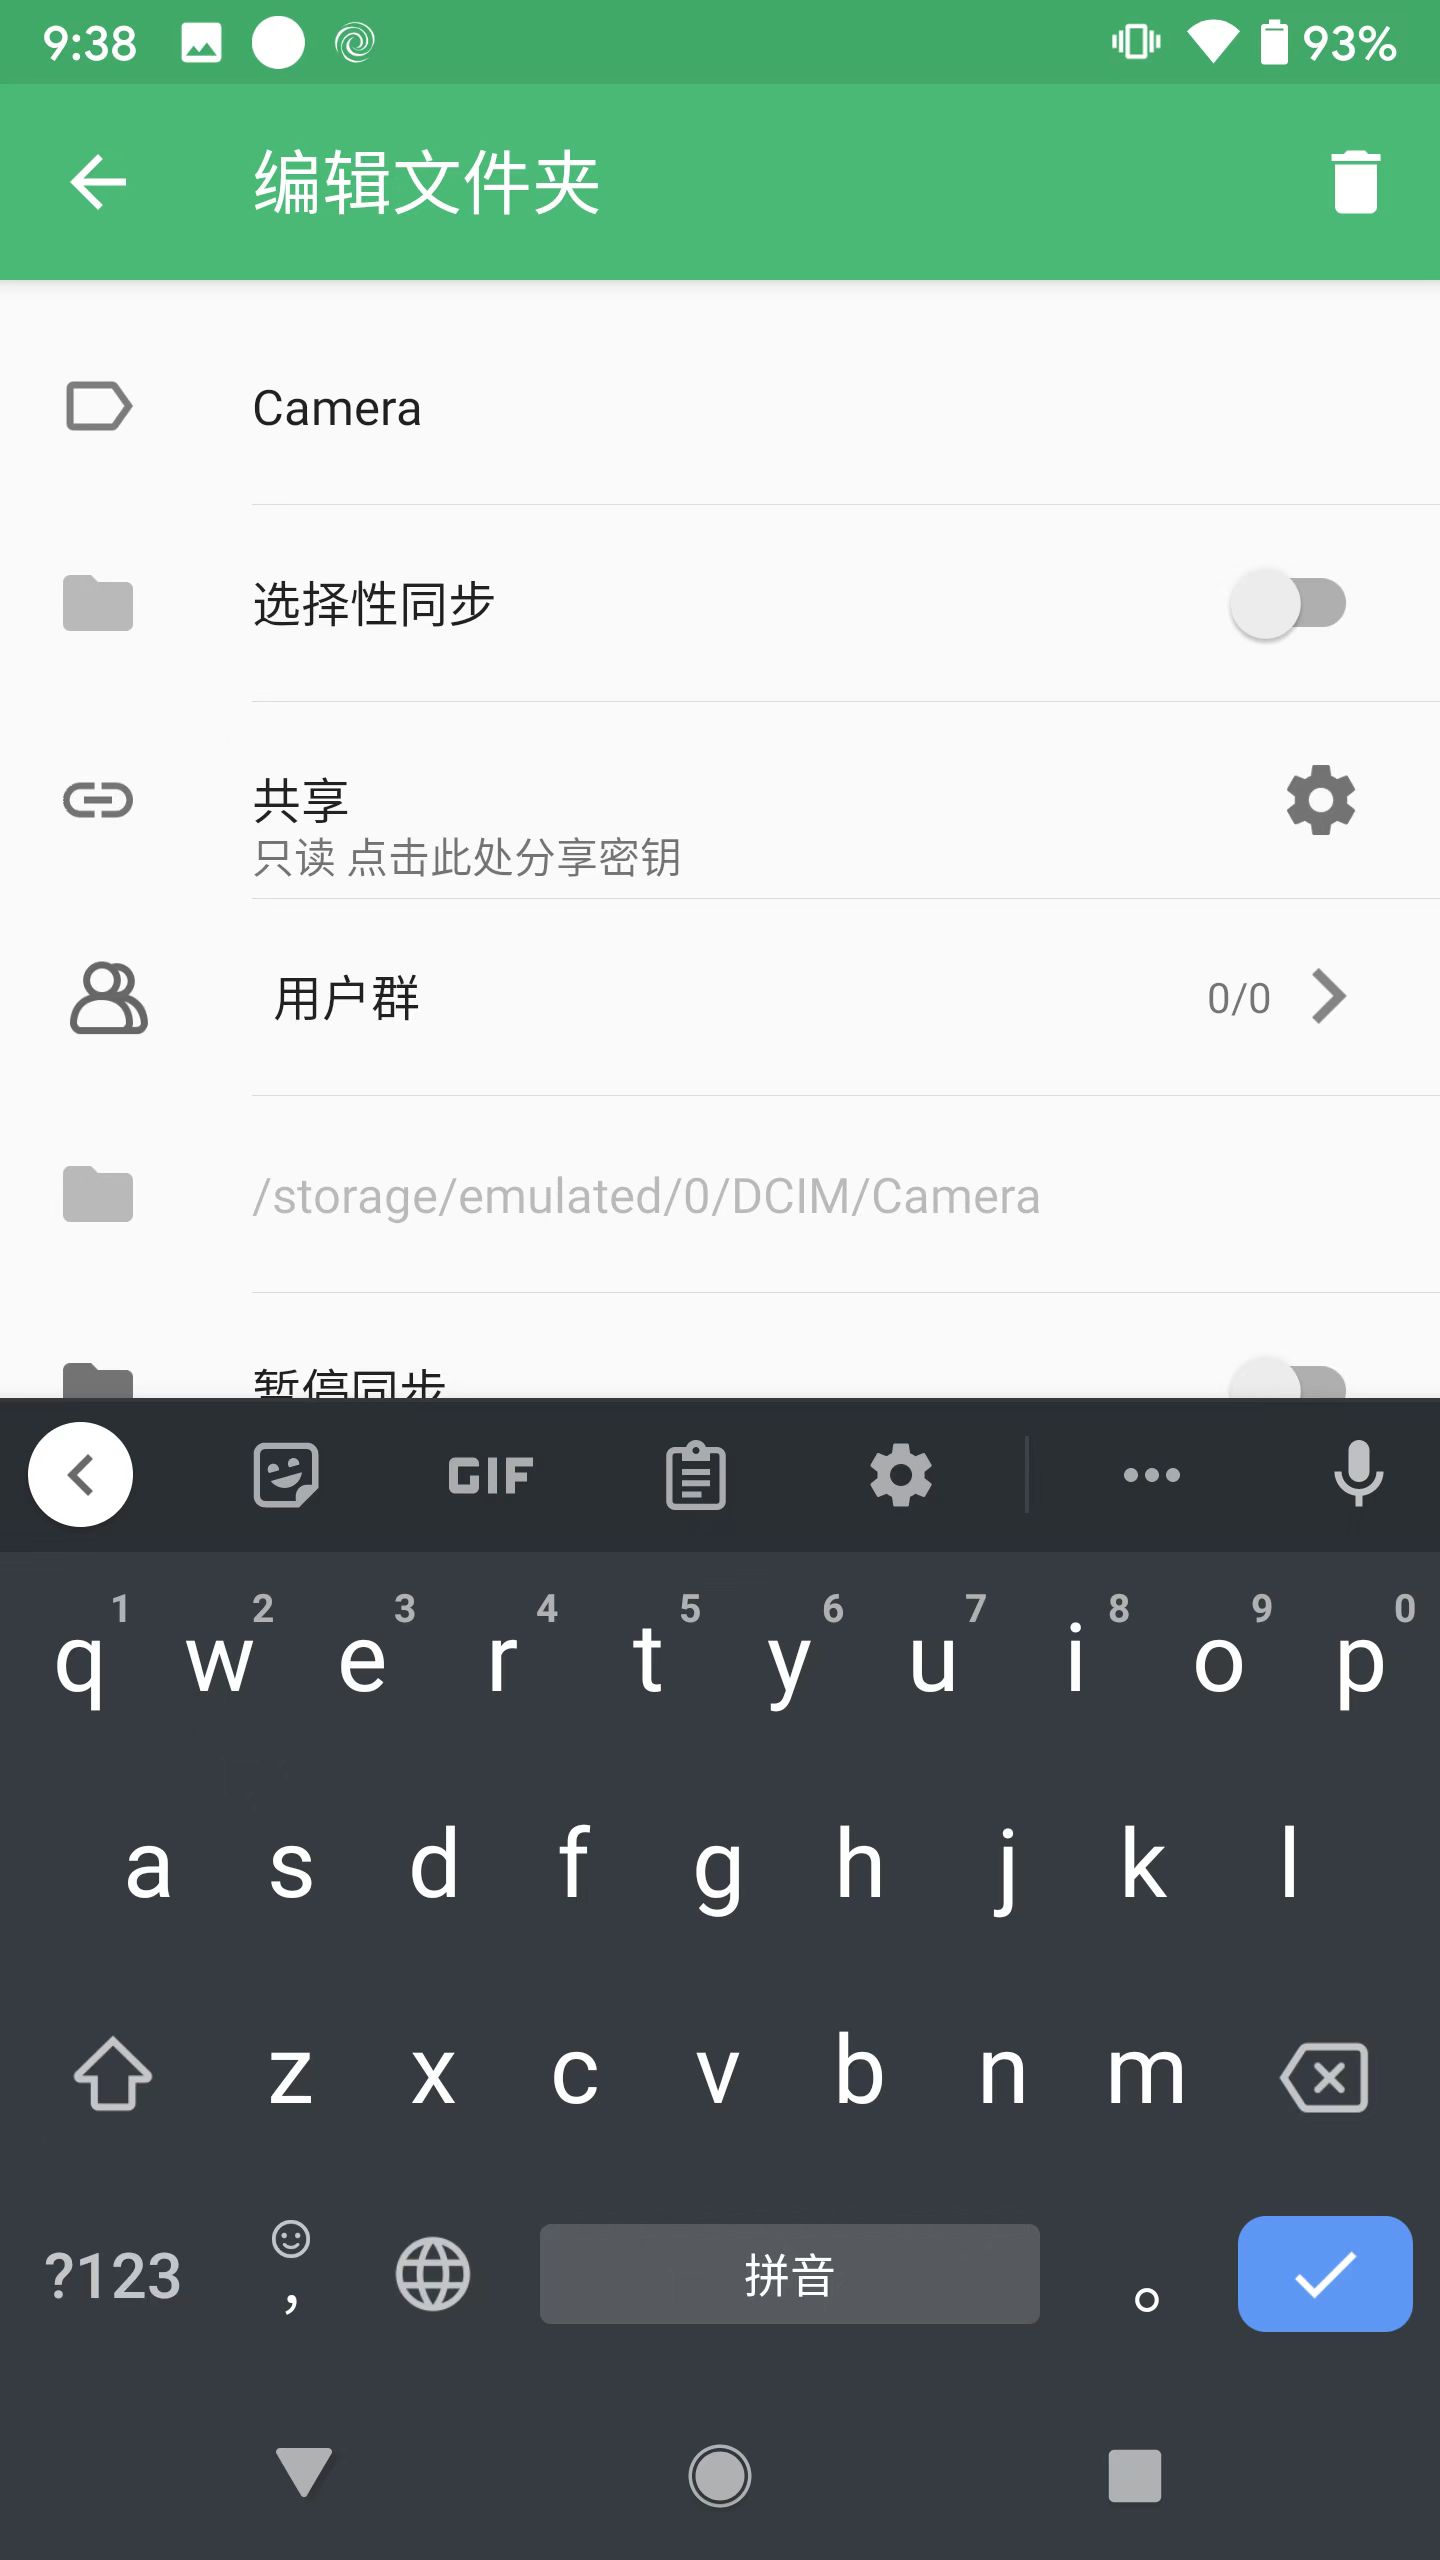 9:38 93%
编辑文件夹
Camera
选择性同步
共享
只读 点击此处分享密钥
用户群 0/0
/storage/emulated/0/DCIM/Camera
暂停同步
GIF
1 2 3 4 5 6 7 8 9 0
q w e r t y u i o p
a s d f g h j k l
z x c v b n m
?123 , 拼音 。